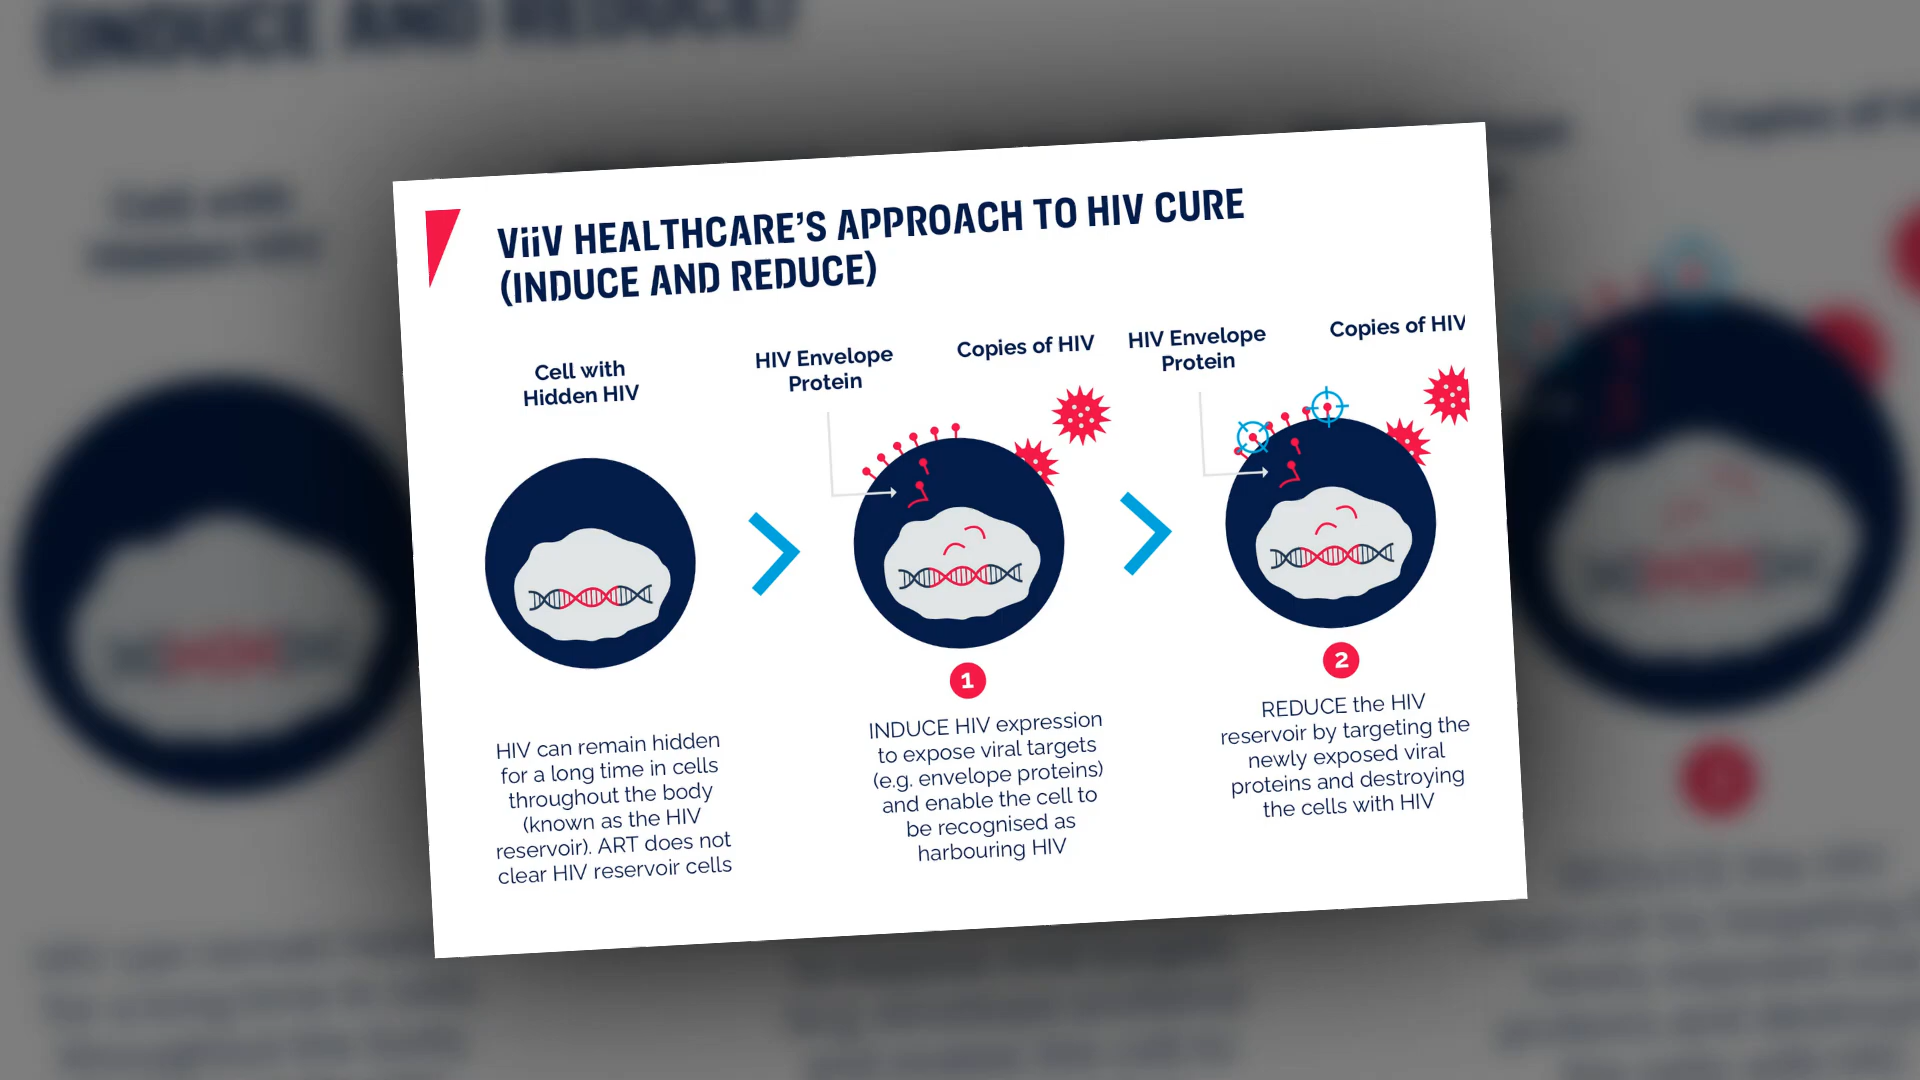 ViiV HEALTHCARE'S APPROACH TO HIV CURE
(INDUCE AND REDUCE)
Cell with
Hidden HIV
HIV Envelope
Protein
Copies of HIV
HIV Envelope
Protein
Copies of HIV
HIV can remain hidden
for a long time in cells
throughout the body
(known as the HIV
reservoir). ART does not
clear HIV reservoir cells
1
INDUCE HIV expression
to expose viral targets
(e.g. envelope proteins)
and enable the cell to
be recognised as
harbouring HIV
2
REDUCE the HIV
reservoir by targeting the
newly exposed viral
proteins and destroying
the cells with HIV